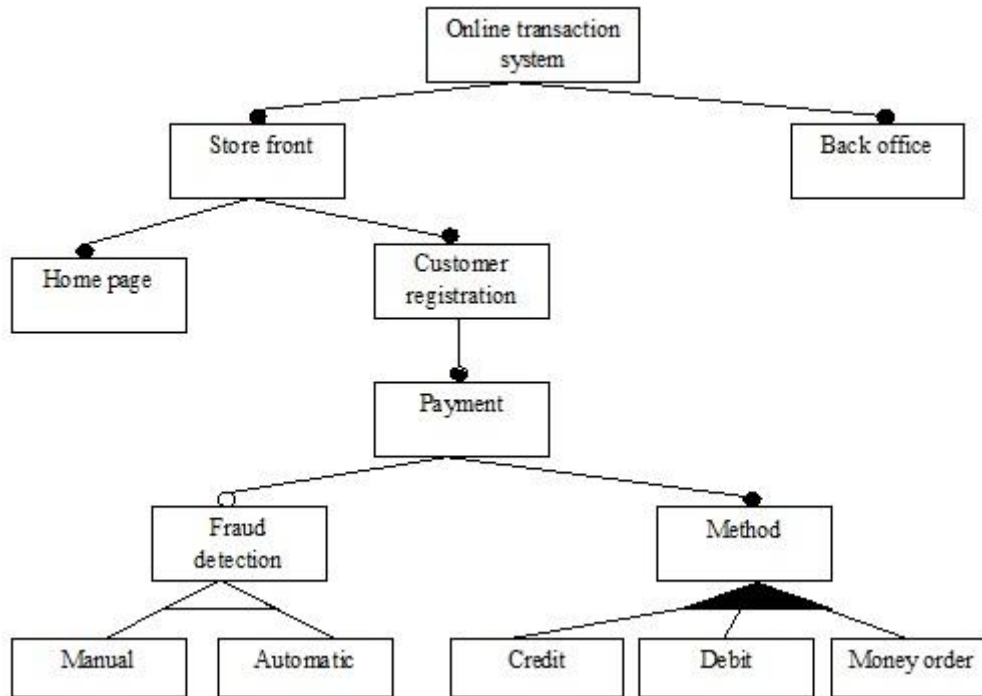 Online transaction
system
Store front
Back office
Home page
Customer
registration
Payment
Fraud
detection
Method
Manual
Automatic
Credit
Debit
Money order